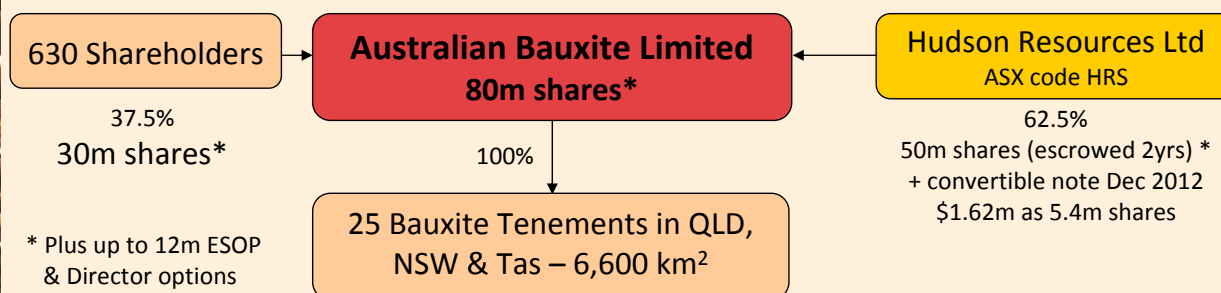 630 Shareholders
37.5%
30m shares*
* Plus up to 12m ESOP
& Director options
Australian Bauxite Limited
80m shares*
100%
25 Bauxite Tenements in QLD,
NSW & Tas – 6,600 km²
Hudson Resources Ltd
ASX code HRS
62.5%
50m shares (escrowed 2yrs) *
+ convertible note Dec 2012
$1.62m as 5.4m shares